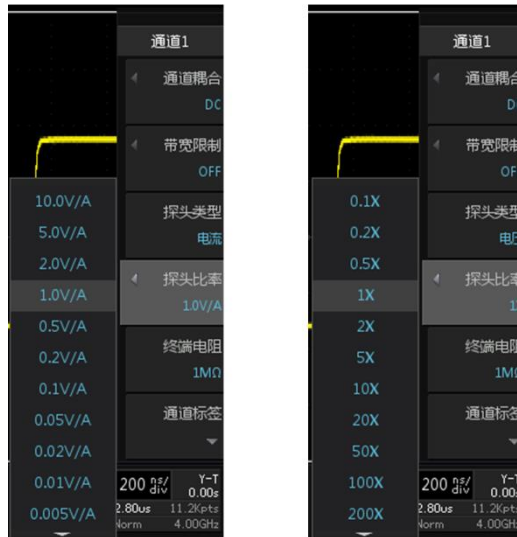 通道1
通道耦合
DC
带宽限制
OFF
探头类型
电流
探头比率
1.0V/A
终端电阻
1MΩ
通道标签
10.0V/A
5.0V/A
2.0V/A
1.0V/A
0.5V/A
0.2V/A
0.1V/A
0.05V/A
0.02V/A
0.01V/A
0.005V/A
200 ns/div
Y-T
0.00s
2.80us 11.2Kpts
Norm 4.00GHz
通道1
通道耦合
D
带宽限制
OF
探头类型
电压
探头比率
终端电阻
1M
通道标签
0.1X
0.2X
0.5X
1X
2X
5X
10X
20X
50X
100X
200X
200 ns/div
Y-T
0.00
2.80us 11.2Kpts
Norm 4.00GHz